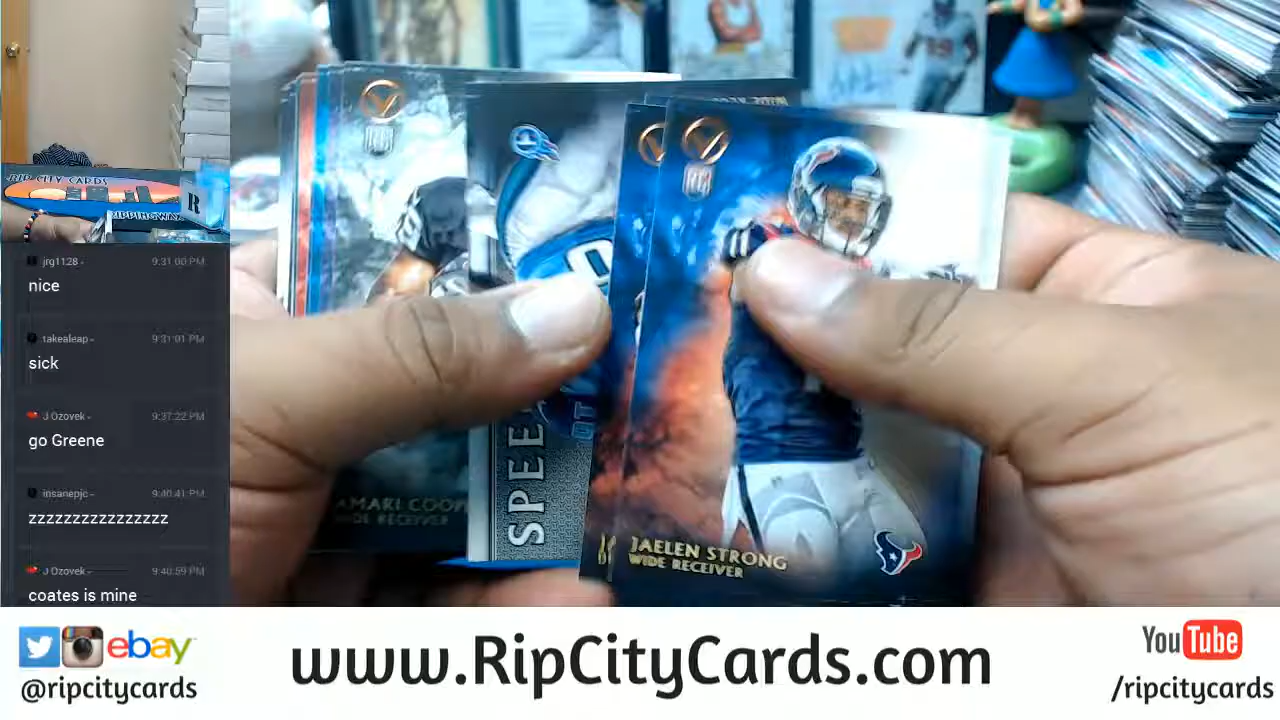 RIP CITY CARDS
R
jrg1128 - 9:31:00 PM
nice
takealeap - 9:31:01 PM
sick
J Ozovek - 9:37:22 PM
go Greene
insanepjc - 9:40:41 PM
zzzzzzzzzzzzzzzz
J Ozovek - 9:40:59 PM
coates is mine
AMARI COOP
WIDE RECEIVER
SPEE
JAELEN STRONG
WIDE RECEIVER
ebay
@ripcitycards
www.RipCityCards.com
YouTube
/ripcitycards